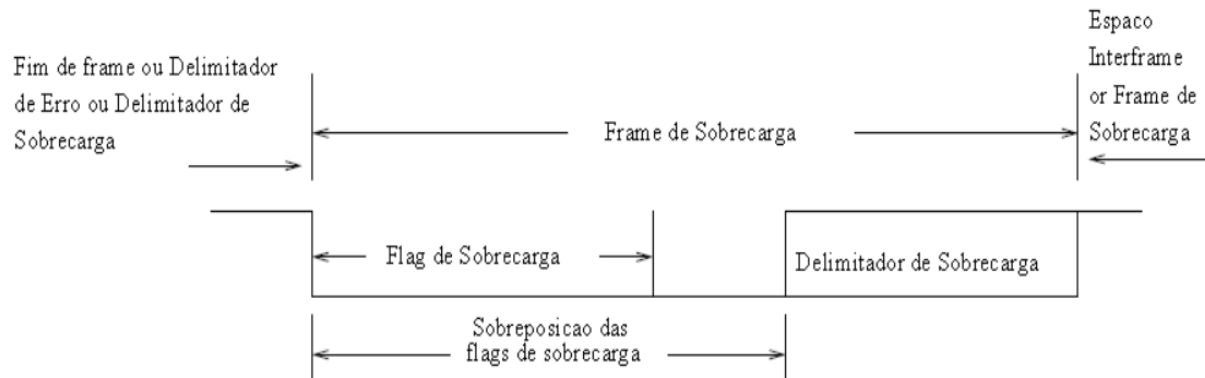 Fim de frame ou Delimitador
de Erro ou Delimitador de
Sobrecarga
Frame de Sobrecarga
Espaco
Interframe
or Frame de
Sobrecarga
Flag de Sobrecarga
Delimitador de Sobrecarga
Sobreposicao das
flags de sobrecarga